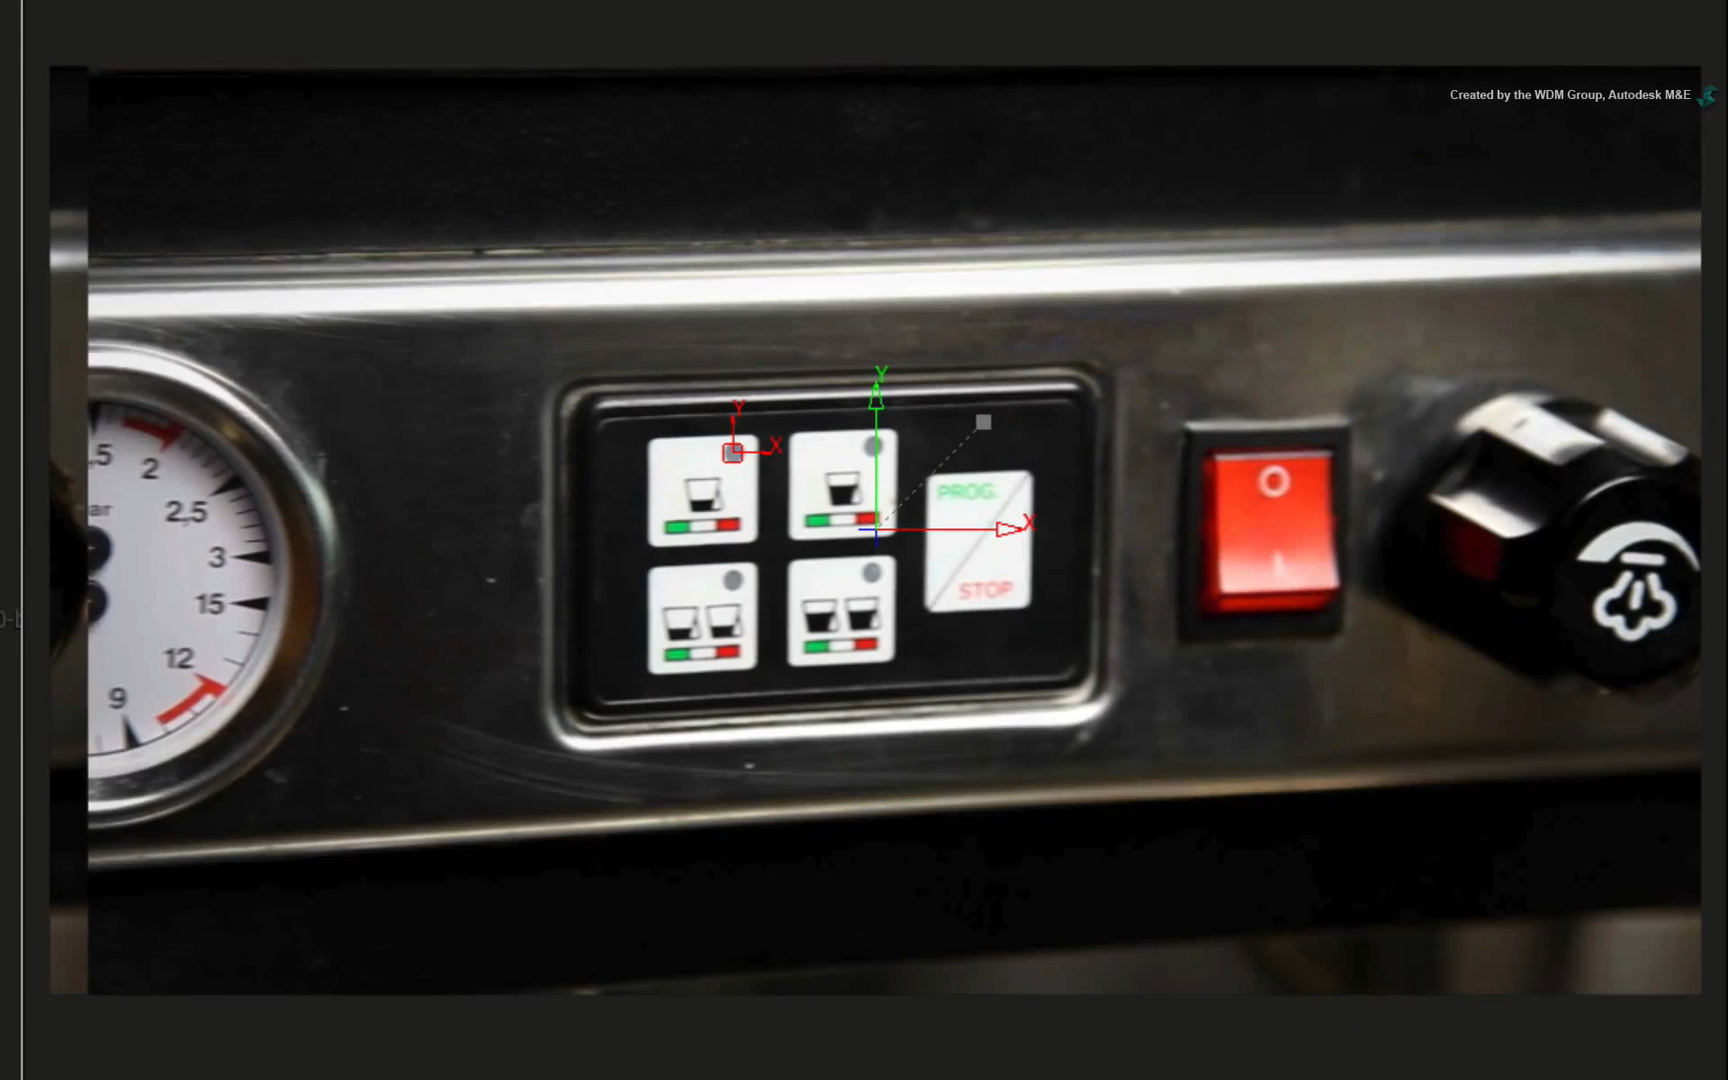 Created by the WDM Group, Autodesk M&E
Y
Y
X
PROG.
X
STOP
O
I
,5
2
ar
2,5
3
15
12
9